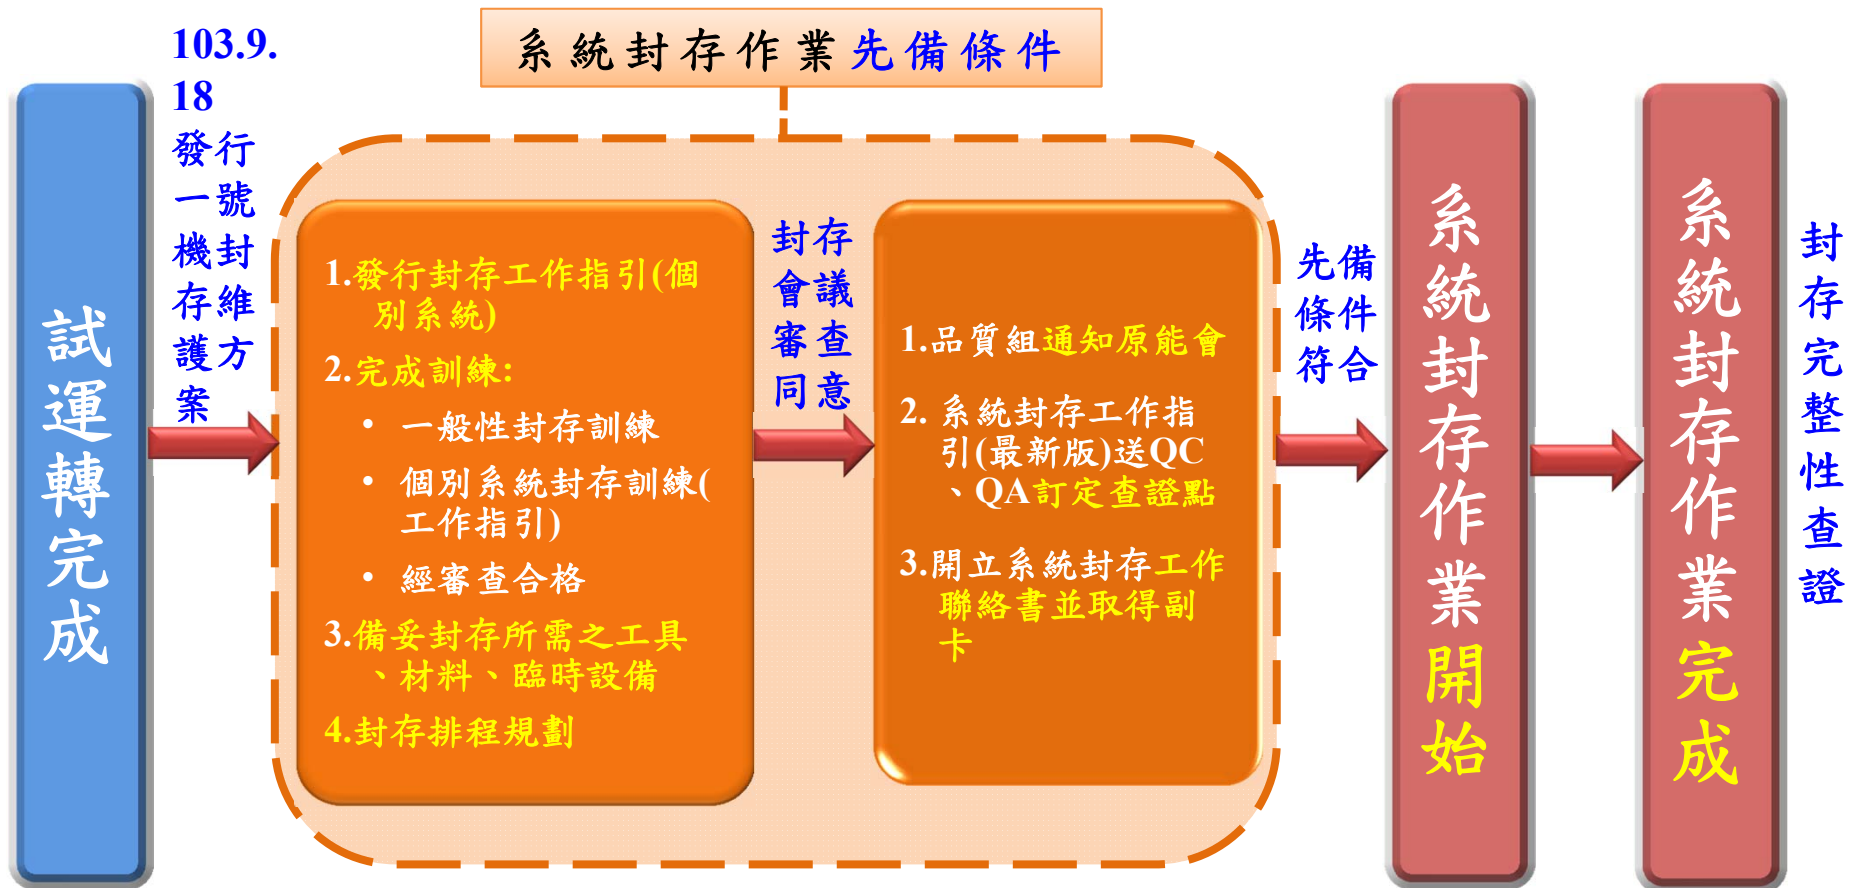 系統封存作業先備條件
試運轉完成
103.9.
18
發行
一號
機封
存維
護方
案
1.發行封存工作指引(個
別系統)
2.完成訓練:
• 一般性封存訓練
• 個別系統封存訓練(
工作指引)
• 經審查合格
3.備妥封存所需之工具
、材料、臨時設備
4.封存排程規劃
封存
會議
審查
同意
1.品質組通知原能會
2. 系統封存工作指
引(最新版)送QC
、QA訂定查證點
3.開立系統封存工作
聯絡書並取得副
卡
先備
條件
符合
系統封存作業開始
系統封存作業完成
封存完整性查證